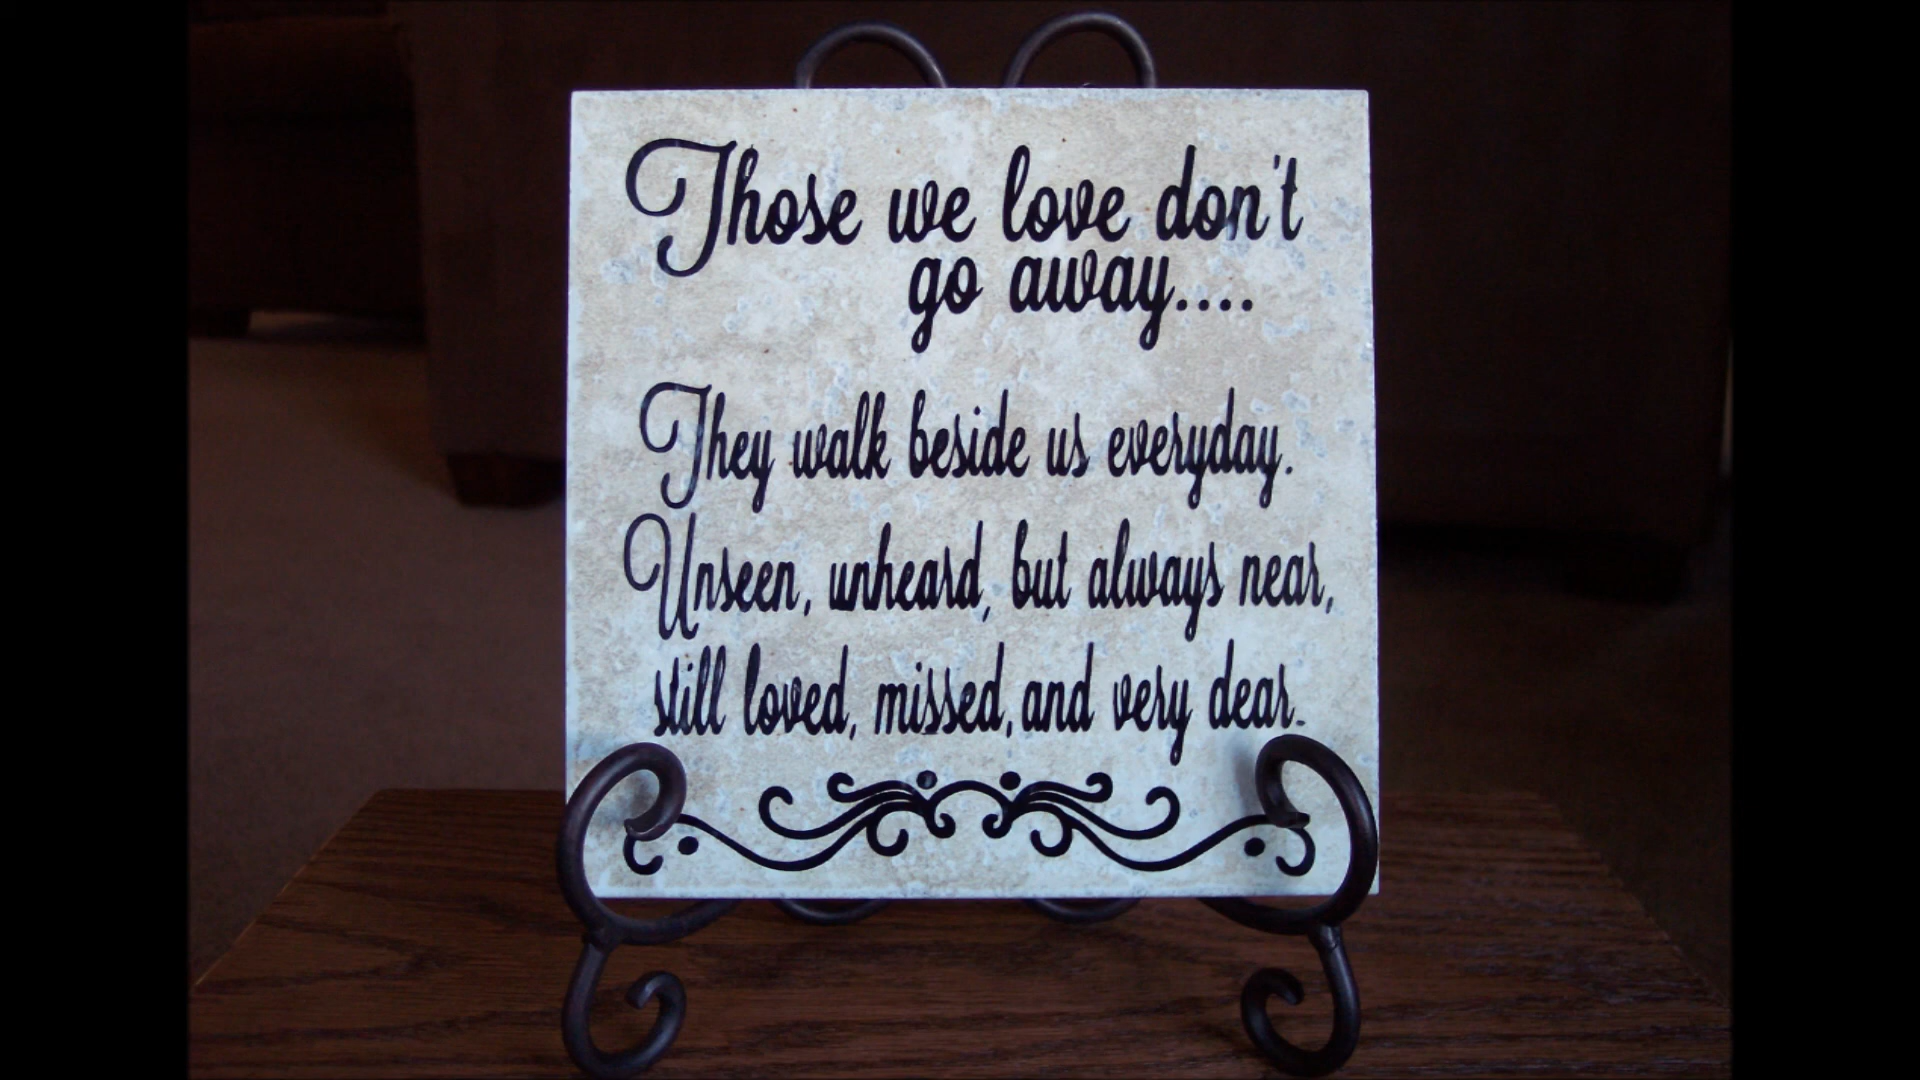 Those we love don't
go away....
They walk beside us everyday.
Unseen, unheard, but always near,
still loved, missed, and very dear.